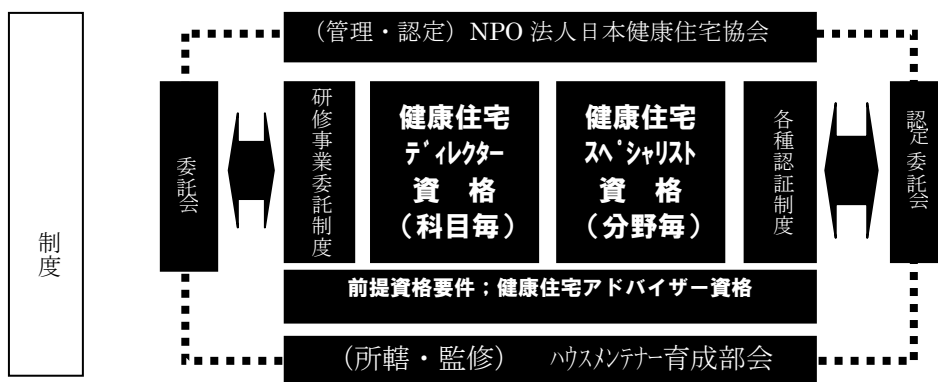 制度
（管理・認定）NPO 法人日本健康住宅協会
委託会
研修事業委託制度
健康住宅
ディレクター
資　格
（科目毎）
健康住宅
スペシャリスト
資　格
（分野毎）
各種認証制度
認定委託会
前提資格要件；健康住宅アドバイザー資格
（所轄・監修）　ハウスメンテナー育成部会